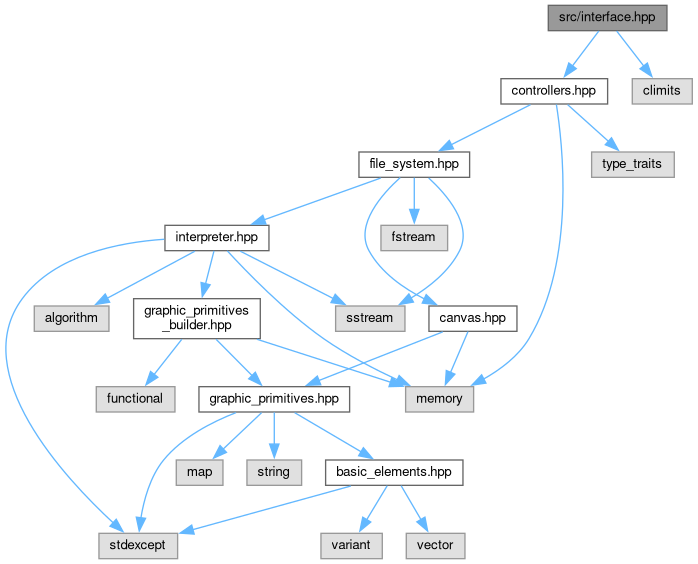 src/interface.hpp
controllers.hpp
climits
file_system.hpp
type_traits
interpreter.hpp
fstream
algorithm
graphic_primitives
_builder.hpp
sstream
canvas.hpp
functional
graphic_primitives.hpp
memory
map
string
basic_elements.hpp
stdexcept
variant
vector